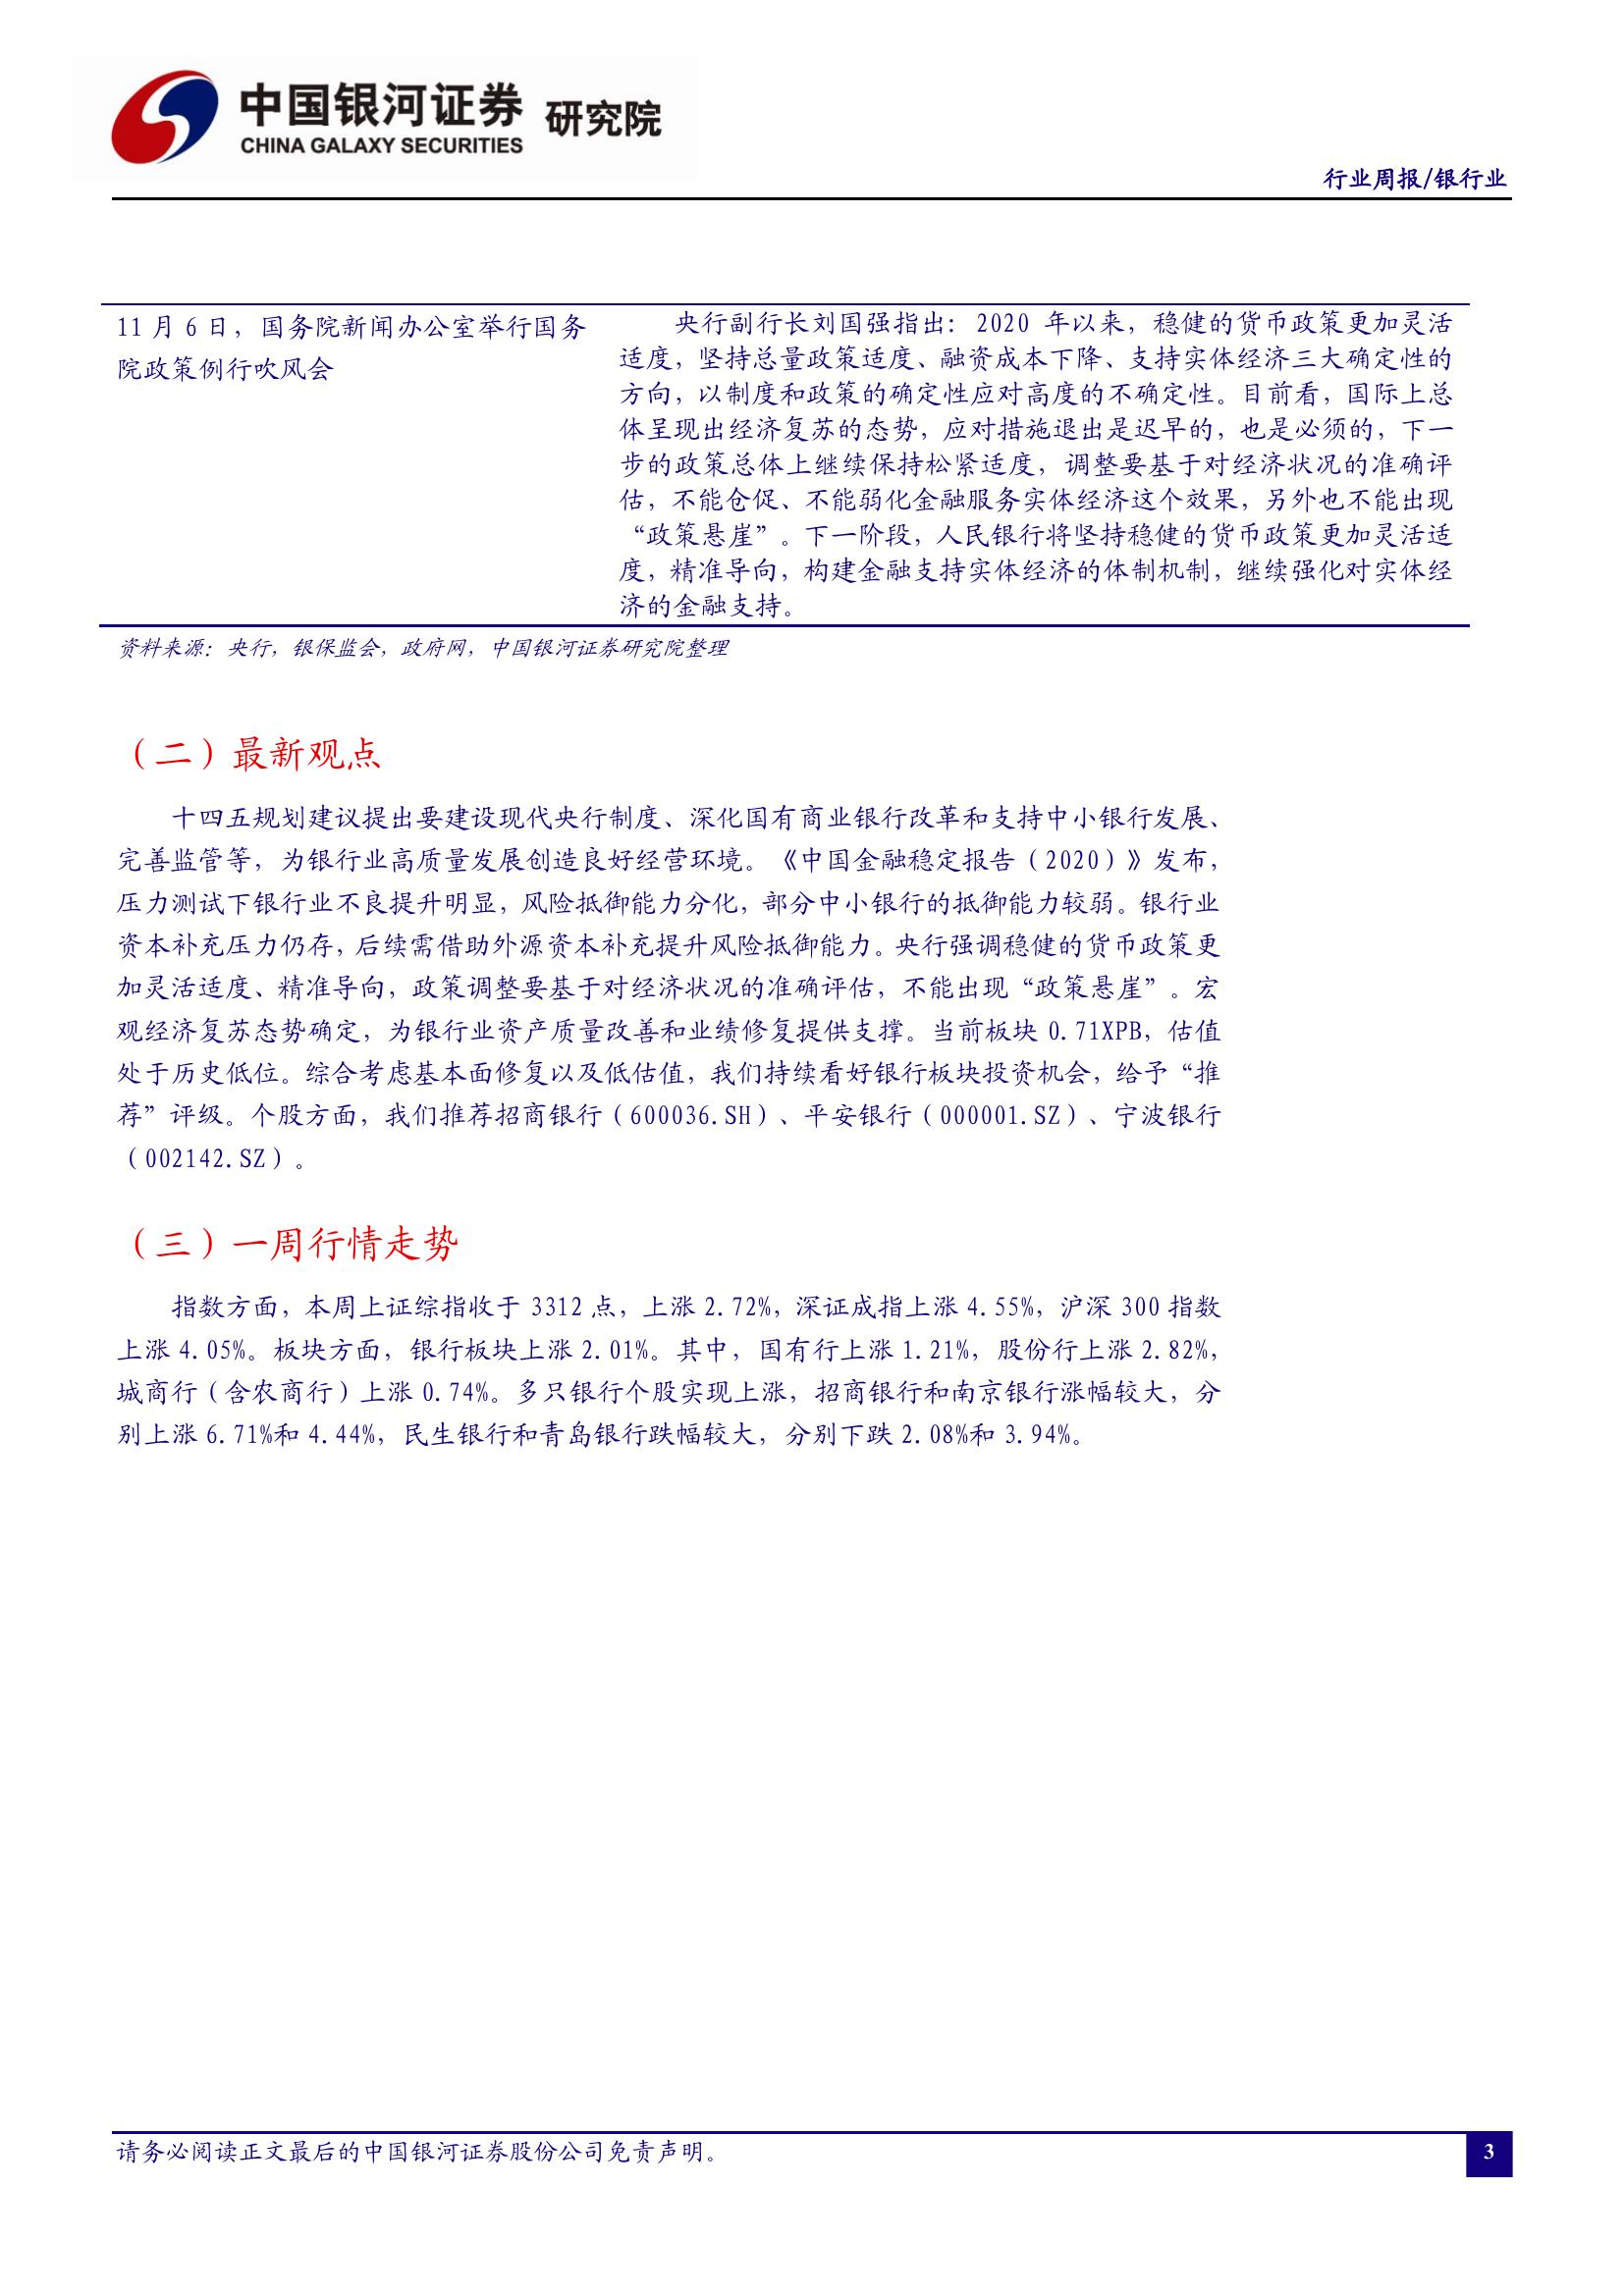 中国银河证券 研究院
CHINA GALAXY SECURITIES
行业周报/银行业
11 月 6 日，国务院新闻办公室举行国务
院政策例行吹风会
央行副行长刘国强指出：2020 年以来，稳健的货币政策更加灵活
适度，坚持总量政策适度、融资成本下降、支持实体经济三大确定性的
方向，以制度和政策的确定性应对高度的不确定性。目前看，国际上总
体呈现出经济复苏的态势，应对措施退出是迟早的，也是必须的，下一
步的政策总体上继续保持松紧适度，调整要基于对经济状况的准确评
估，不能仓促、不能弱化金融服务实体经济这个效果，另外也不能出现
“政策悬崖”。下一阶段，人民银行将坚持稳健的货币政策更加灵活适
度，精准导向，构建金融支持实体经济的体制机制，继续强化对实体经
济的金融支持。
资料来源：央行，银保监会，政府网，中国银河证券研究院整理
（二）最新观点
十四五规划建议提出要建设现代央行制度、深化国有商业银行改革和支持中小银行发展、
完善监管等，为银行业高质量发展创造良好经营环境。《中国金融稳定报告（2020）》发布，
压力测试下银行业不良提升明显，风险抵御能力分化，部分中小银行的抵御能力较弱。银行业
资本补充压力仍存，后续需借助外源资本补充提升风险抵御能力。央行强调稳健的货币政策更
加灵活适度、精准导向，政策调整要基于对经济状况的准确评估，不能出现“政策悬崖”。宏
观经济复苏态势确定，为银行业资产质量改善和业绩修复提供支撑。当前板块 0.71XPB，估值
处于历史低位。综合考虑基本面修复以及低估值，我们持续看好银行板块投资机会，给予“推
荐”评级。个股方面，我们推荐招商银行（600036.SH）、平安银行（000001.SZ）、宁波银行
（002142.SZ）。
（三）一周行情走势
指数方面，本周上证综指收于 3312 点，上涨 2.72%，深证成指上涨 4.55%，沪深 300 指数
上涨 4.05%。板块方面，银行板块上涨 2.01%。其中，国有行上涨 1.21%，股份行上涨 2.82%，
城商行（含农商行）上涨 0.74%。多只银行个股实现上涨，招商银行和南京银行涨幅较大，分
别上涨 6.71%和 4.44%，民生银行和青岛银行跌幅较大，分别下跌 2.08%和 3.94%。
请务必阅读正文最后的中国银河证券股份公司免责声明。
3